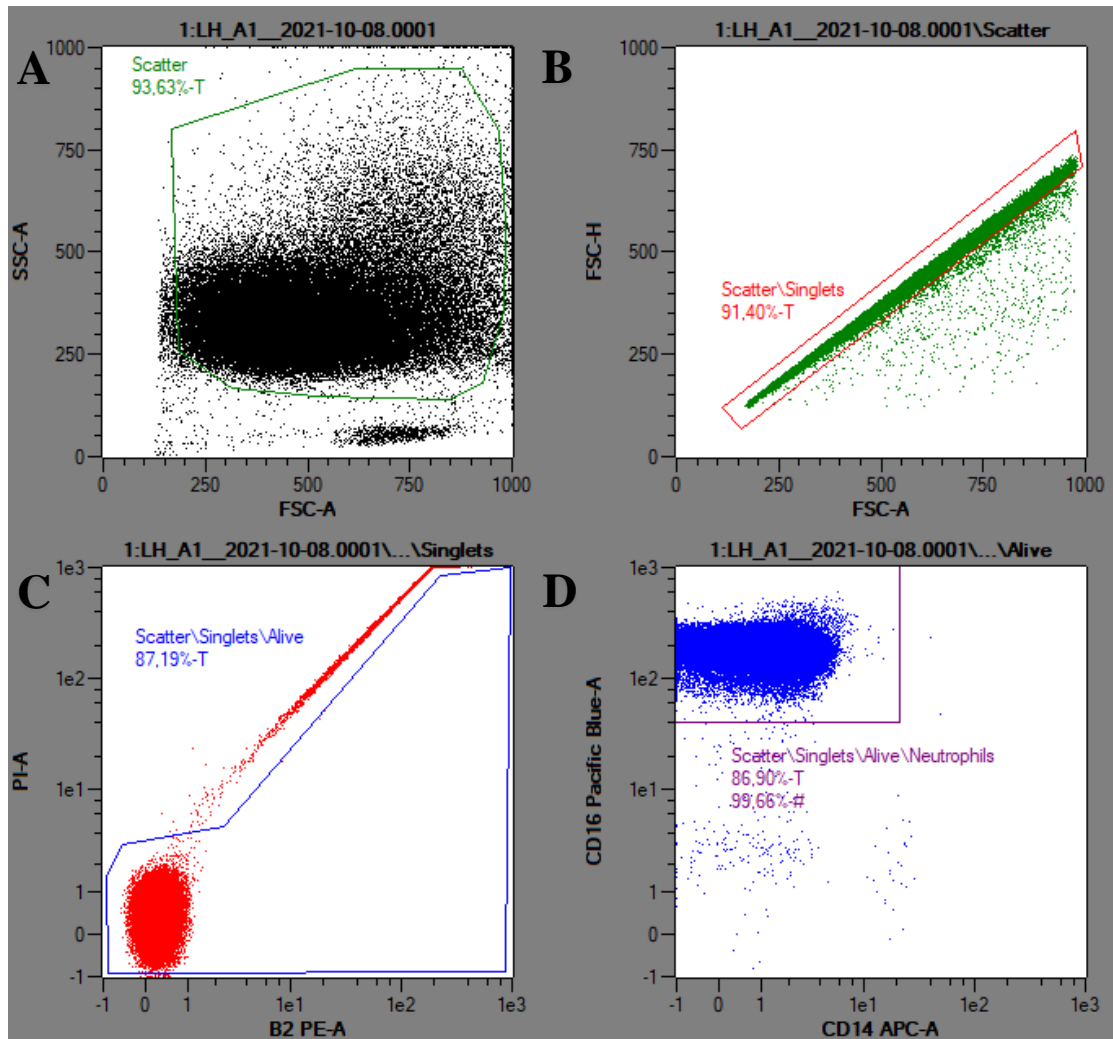 A
1:LH_A1__2021-10-08.0001
Scatter
93,63%-T
SSC-A
1000
750
500
250
0
0 250 500 750 1000
FSC-A
B
1:LH_A1__2021-10-08.0001\Scatter
Scatter\Singlets
91,40%-T
FSC-H
1000
750
500
250
0
0 250 500 750 1000
FSC-A
C
1:LH_A1__2021-10-08.0001\...\Singlets
Scatter\Singlets\Alive
87,19%-T
PI-A
1e3
1e2
1e1
1
0
-1
-1 0 1 1e1 1e2 1e3
B2 PE-A
D
1:LH_A1__2021-10-08.0001\...\Alive
Scatter\Singlets\Alive\Neutrophils
86,90%-T
99,66%-#
CD16 Pacific Blue-A
1e3
1e2
1e1
1
0
-1
-1 0 1 1e1 1e2 1e3
CD14 APC-A